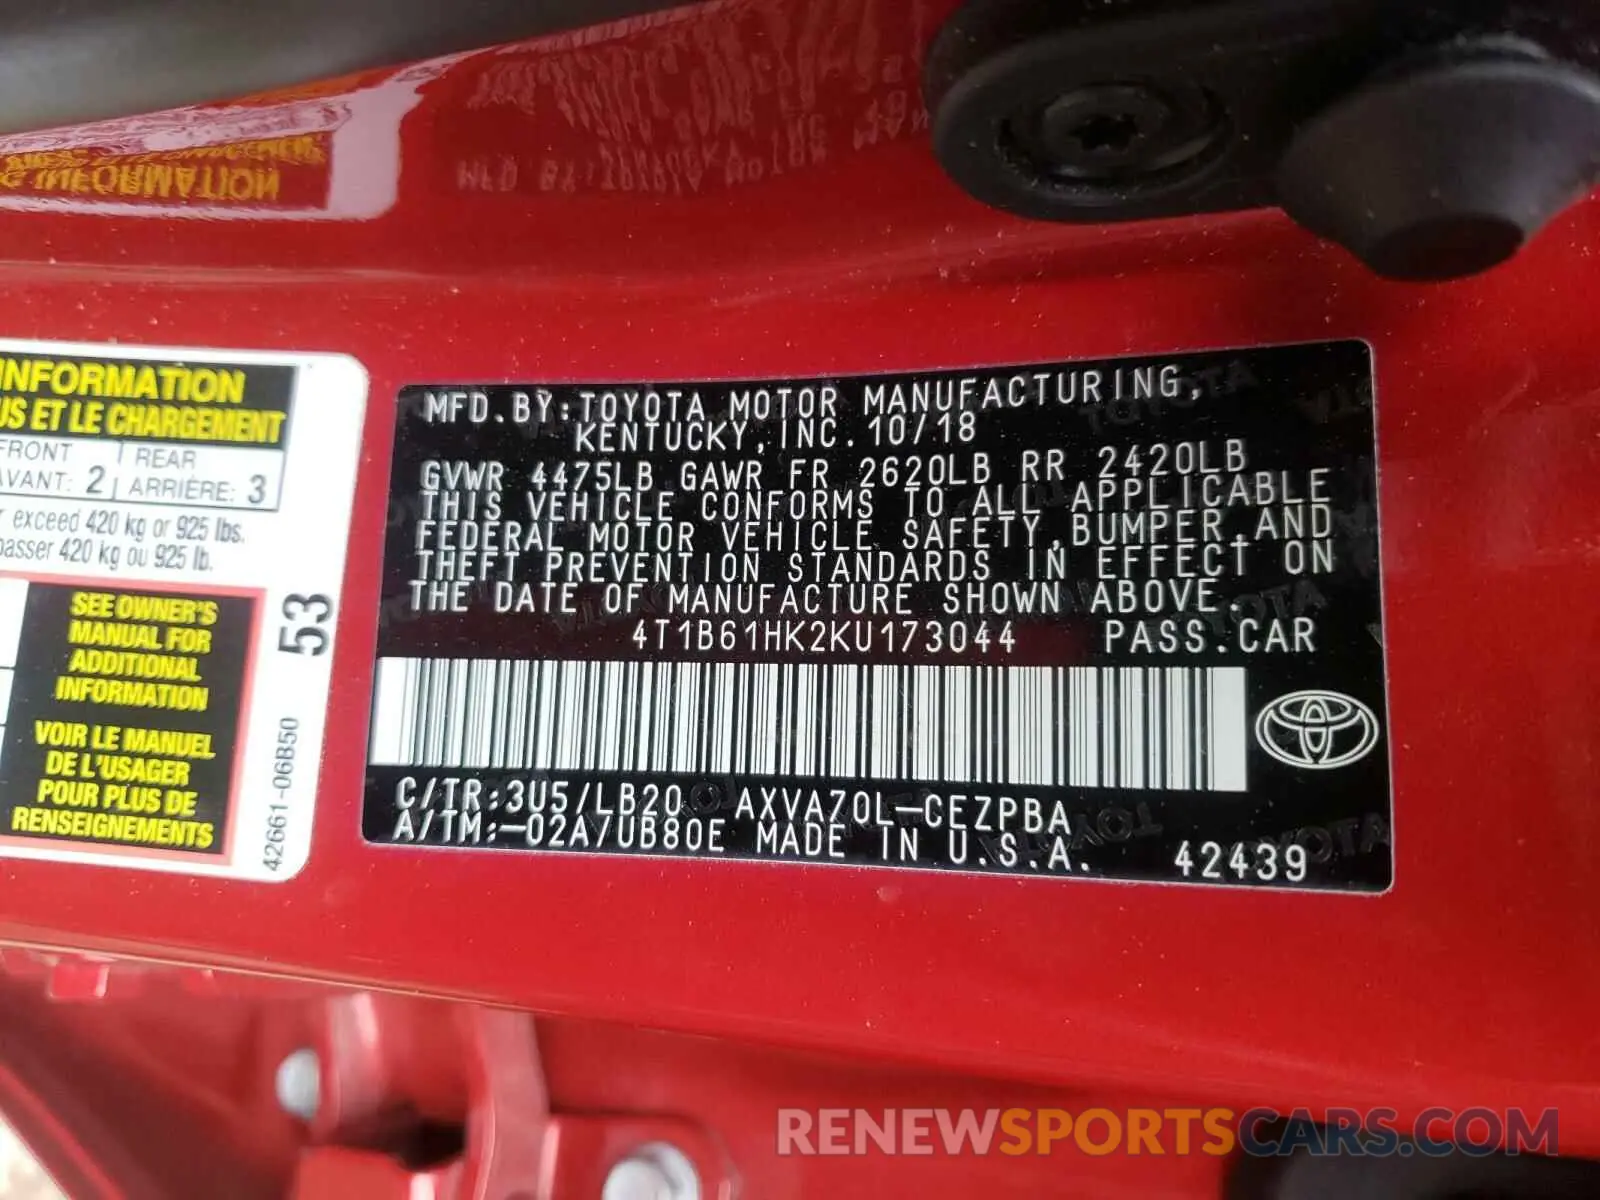 INFORMATION
US ET LE CHARGEMENT
FRONT REAR
AVANT: 2 ARRIÈRE: 3
exceed 420 kg or 925 lbs.
passer 420 kg ou 925 lb.
SEE OWNER'S
MANUAL FOR
ADDITIONAL
INFORMATION
VOIR LE MANUEL
DE L'USAGER
POUR PLUS DE
RENSEIGNEMENTS
53
42661-06B50
MFD.BY:TOYOTA MOTOR MANUFACTURING,
KENTUCKY,INC.10/18
GVWR 4475LB GAWR FR 2620LB RR 2420LB
THIS VEHICLE CONFORMS TO ALL APPLICABLE
FEDERAL MOTOR VEHICLE SAFETY,BUMPER,AND
THEFT PREVENTION STANDARDS IN EFFECT ON
THE DATE OF MANUFACTURE SHOWN ABOVE.
4T1B61HK2KU173044 PASS.CAR
C/TR:3U5/LB20 AXVA70L-CEZPBA
A/TM:-02A/UB80E MADE IN U.S.A. 42439
RENEWSPORTSCARS.COM